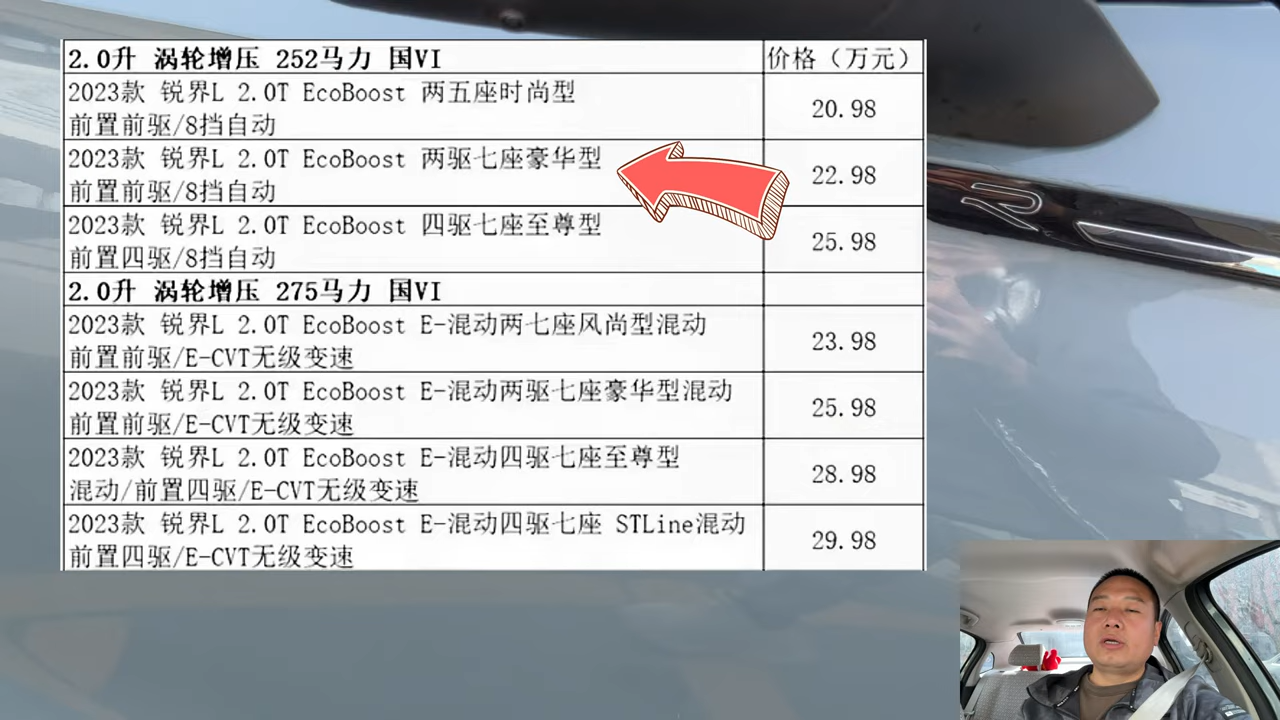 2.0升 涡轮增压 252马力 国VI
价格（万元）
2023款 锐界L 2.0T EcoBoost 两五座时尚型
前置前驱/8挡自动
20.98
2023款 锐界L 2.0T EcoBoost 两驱七座豪华型
前置前驱/8挡自动
22.98
2023款 锐界L 2.0T EcoBoost 四驱七座至尊型
前置四驱/8挡自动
25.98
2.0升 涡轮增压 275马力 国VI
2023款 锐界L 2.0T EcoBoost E-混动两七座风尚型混动
前置前驱/E-CVT无级变速
23.98
2023款 锐界L 2.0T EcoBoost E-混动两驱七座豪华型混动
前置前驱/E-CVT无级变速
25.98
2023款 锐界L 2.0T EcoBoost E-混动四驱七座至尊型
混动/前置四驱/E-CVT无级变速
28.98
2023款 锐界L 2.0T EcoBoost E-混动四驱七座 STLine混动
前置四驱/E-CVT无级变速
29.98